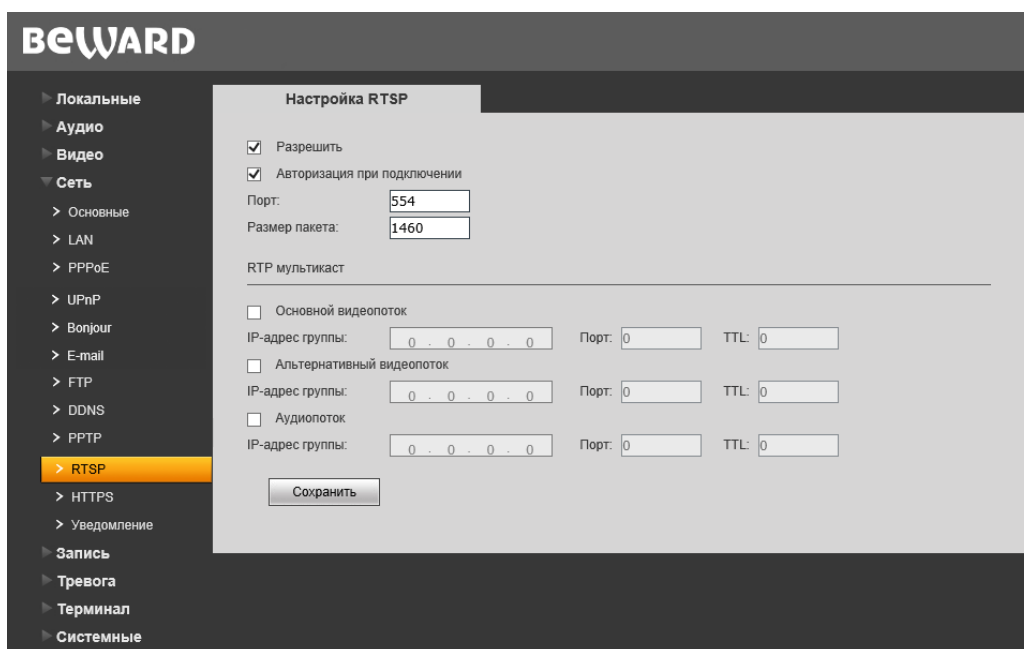 BEWARD
Локальные
Аудио
Видео
Сеть
Основные
LAN
PPPoE
UPnP
Bonjour
E-mail
FTP
DDNS
PPTP
RTSP
HTTPS
Уведомление
Запись
Тревога
Терминал
Системные
Настройка RTSP
Разрешить
Авторизация при подключении
Порт: 554
Размер пакета: 1460
RTP мультикаст
Основной видеопоток
IP-адрес группы: 0 . 0 . 0 . 0 Порт: 0 TTL: 0
Альтернативный видеопоток
IP-адрес группы: 0 . 0 . 0 . 0 Порт: 0 TTL: 0
Аудиопоток
IP-адрес группы: 0 . 0 . 0 . 0 Порт: 0 TTL: 0
Сохранить